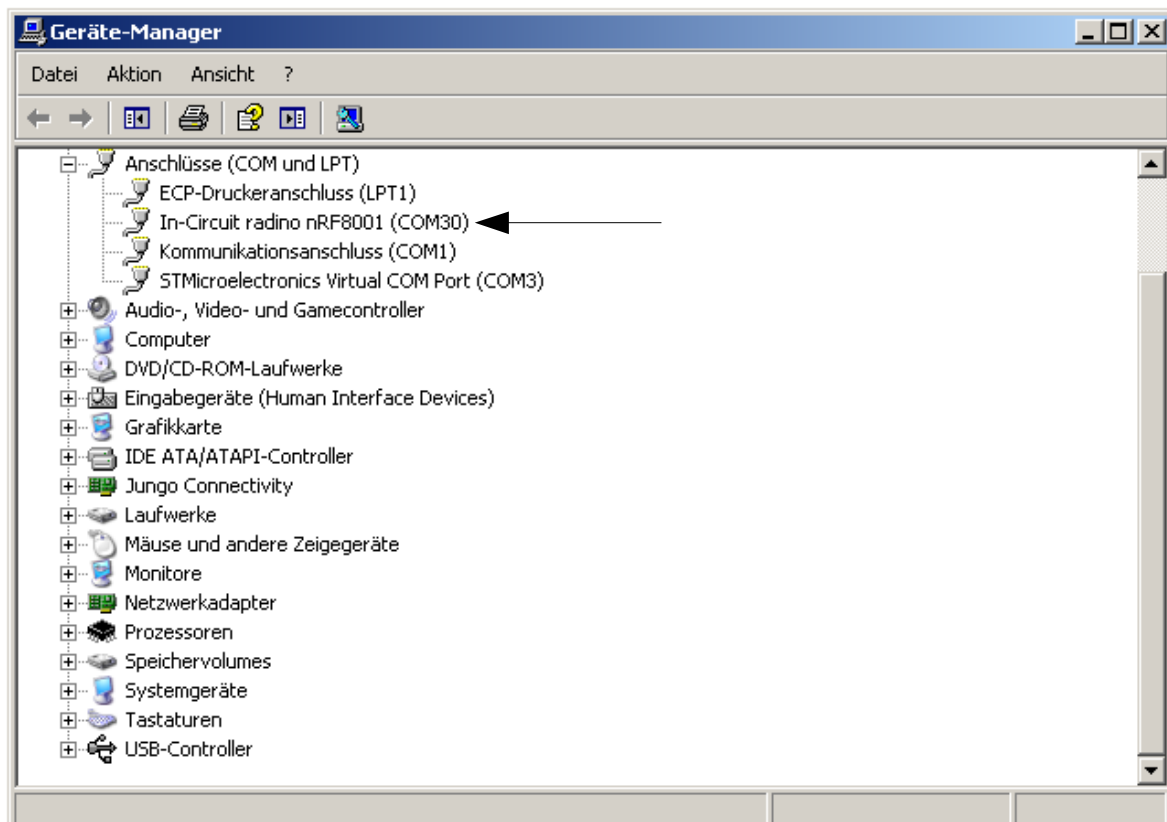 Geräte-Manager
Datei Aktion Ansicht ?
Anschlüsse (COM und LPT)
ECP-Druckeranschluss (LPT1)
In-Circuit radino nRF8001 (COM30)
Kommunikationsanschluss (COM1)
STMicroelectronics Virtual COM Port (COM3)
Audio-, Video- und Gamecontroller
Computer
DVD/CD-ROM-Laufwerke
Eingabegeräte (Human Interface Devices)
Grafikkarte
IDE ATA/ATAPI-Controller
Jungo Connectivity
Laufwerke
Mäuse und andere Zeigegeräte
Monitore
Netzwerkadapter
Prozessoren
Speichervolumes
Systemgeräte
Tastaturen
USB-Controller